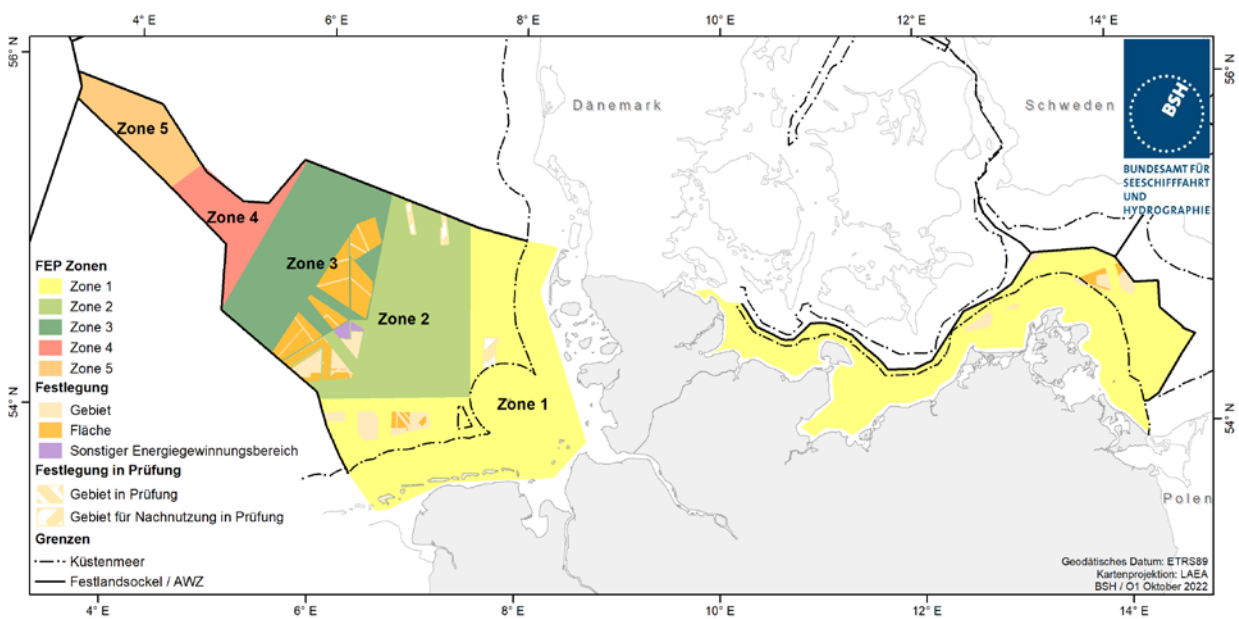 4° E 6° E 8° E 10° E 12° E 14° E
56° N
56° N
Dänemark
Schweden
BSH
BUNDESAMT FÜR
SEESCHIFFFAHRT
UND
HYDROGRAPHIE
Zone 5
Zone 4
Zone 3
Zone 2
Zone 1
FEP Zonen
Zone 1
Zone 2
Zone 3
Zone 4
Zone 5
Festlegung
Gebiet
Fläche
Sonstiger Energiegewinnungsbereich
Festlegung in Prüfung
Gebiet in Prüfung
Gebiet für Nachnutzung in Prüfung
Grenzen
Küstenmeer
Festlandsockel / AWZ
54° N
54° N
Polen
Geodätisches Datum: ETRS89
Kartenprojektion: LAEA
BSH / O1 Oktober 2022
4° E 6° E 8° E 10° E 12° E 14° E